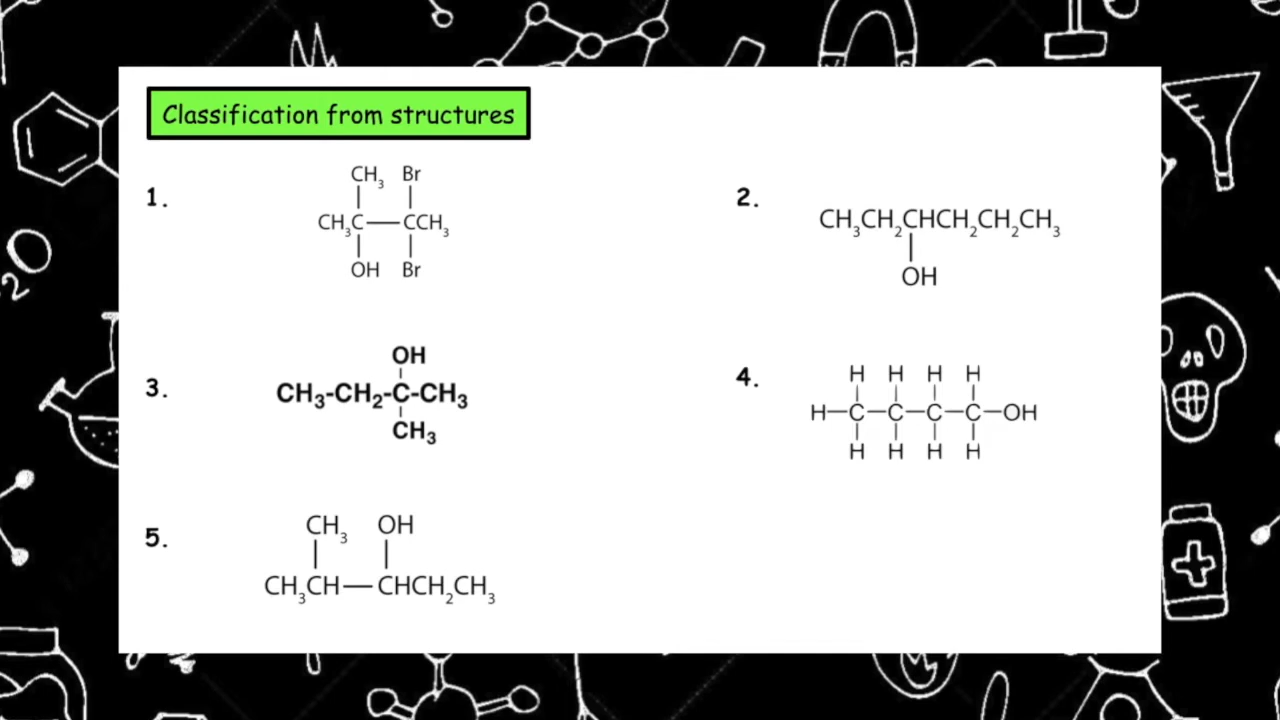 Classification from structures
1.
CH₃ Br
CH₃C—CCH₃
OH Br
2.
CH₃CH₂CHCH₂CH₂CH₃
OH
3.
OH
CH₃-CH₂-C-CH₃
CH₃
4.
H H H H
H—C—C—C—C—OH
H H H H
5.
CH₃ OH
CH₃CH—CHCH₂CH₃
2O